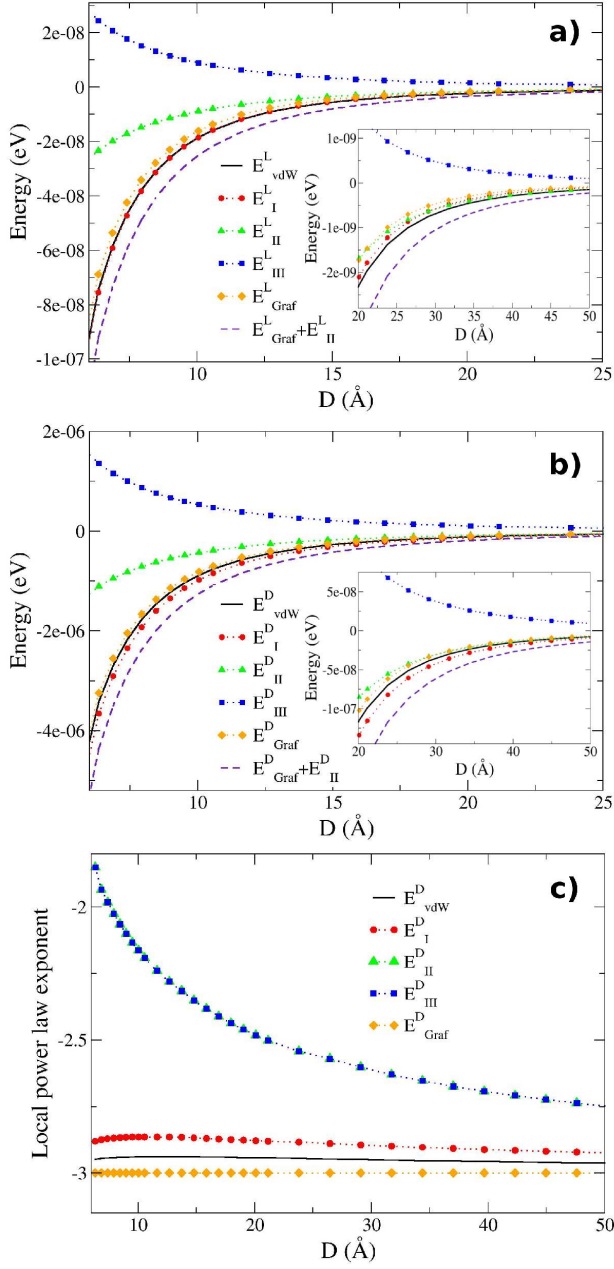 a)
2e-08
0
-2e-08
-4e-08
-6e-08
-8e-08
-1e-07
Energy (eV)
E^L_vdW
E^L_I
E^L_II
E^L_III
E^L_Graf
E^L_Graf+E^L_II
1e-09
0
-1e-09
-2e-09
Energy (eV)
20 25 30 35 40 45 50
D (Å)
10 15 20 25
D (Å)
b)
2e-06
0
-2e-06
-4e-06
Energy (eV)
E^D_vdW
E^D_I
E^D_II
E^D_III
E^D_Graf
E^D_Graf+E^D_II
5e-08
0
-5e-08
-1e-07
Energy (eV)
20 25 30 35 40 45 50
D (Å)
10 15 20 25
D (Å)
c)
-2
-2.5
-3
Local power law exponent
E^D_vdW
E^D_I
E^D_II
E^D_III
E^D_Graf
10 20 30 40 50
D (Å)